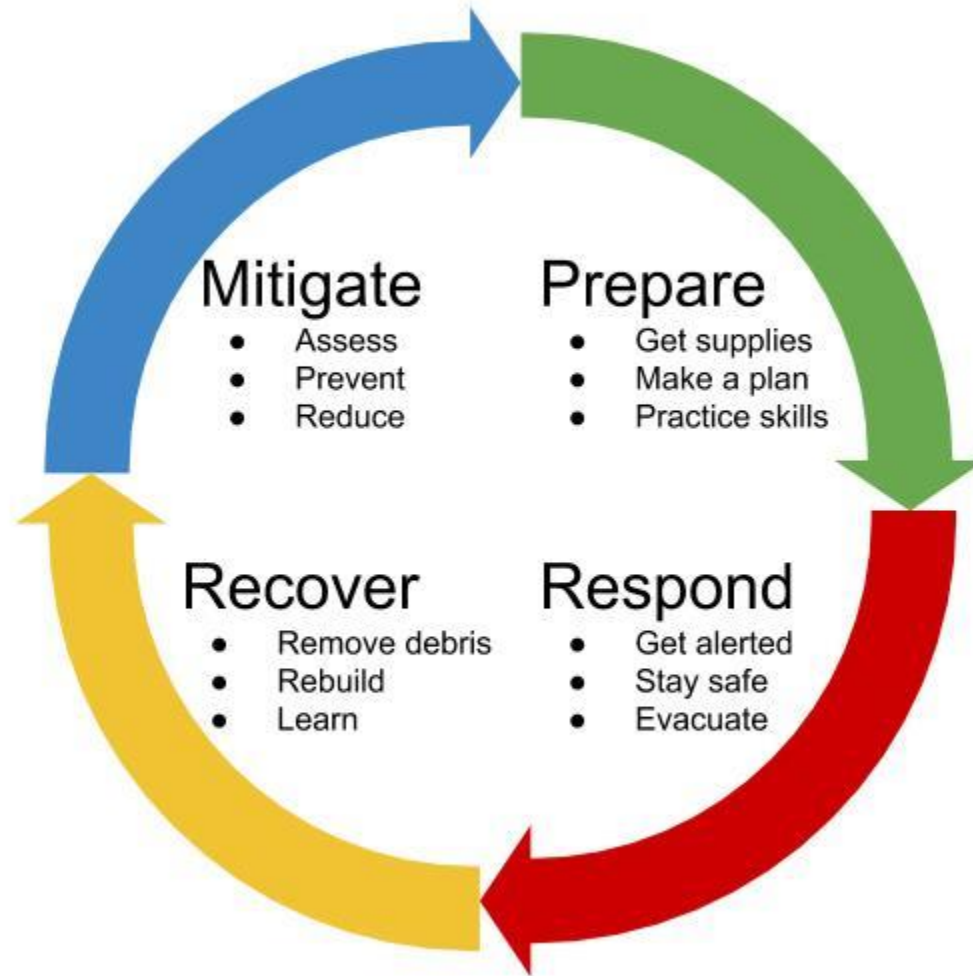 Mitigate
● Assess
● Prevent
● Reduce
Prepare
● Get supplies
● Make a plan
● Practice skills
Recover
● Remove debris
● Rebuild
● Learn
Respond
● Get alerted
● Stay safe
● Evacuate